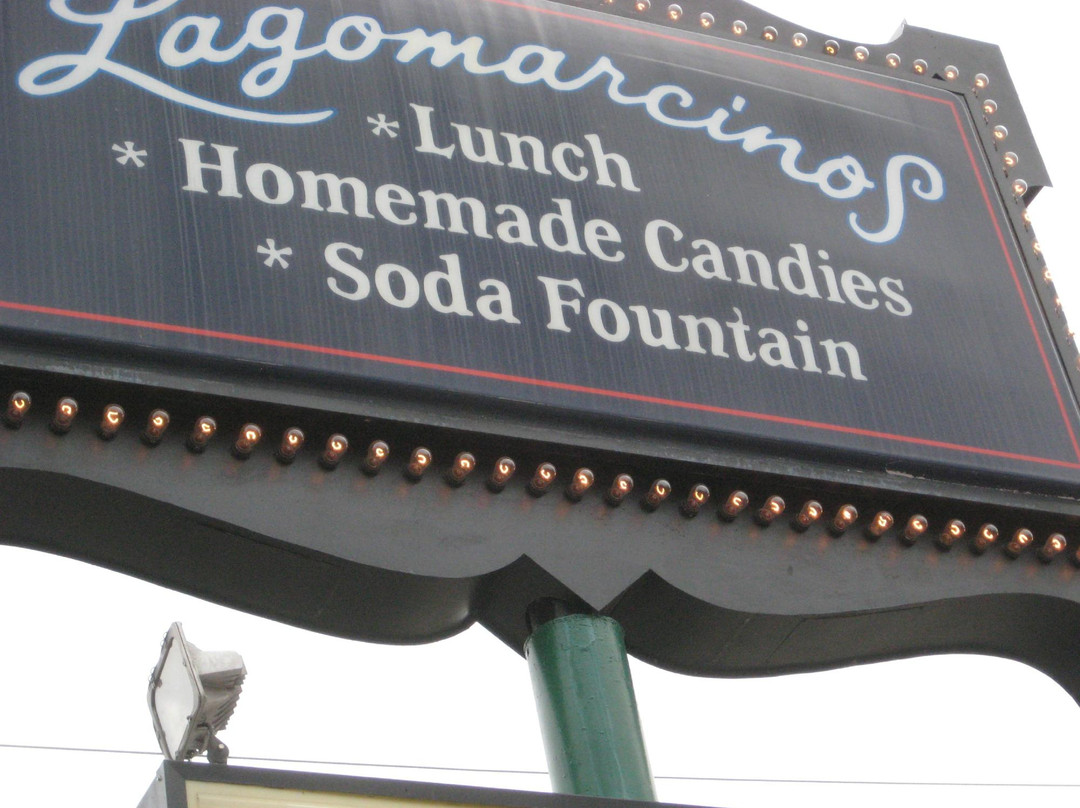 Lagomarcinos
*Lunch
* Homemade Candies
* Soda Fountain